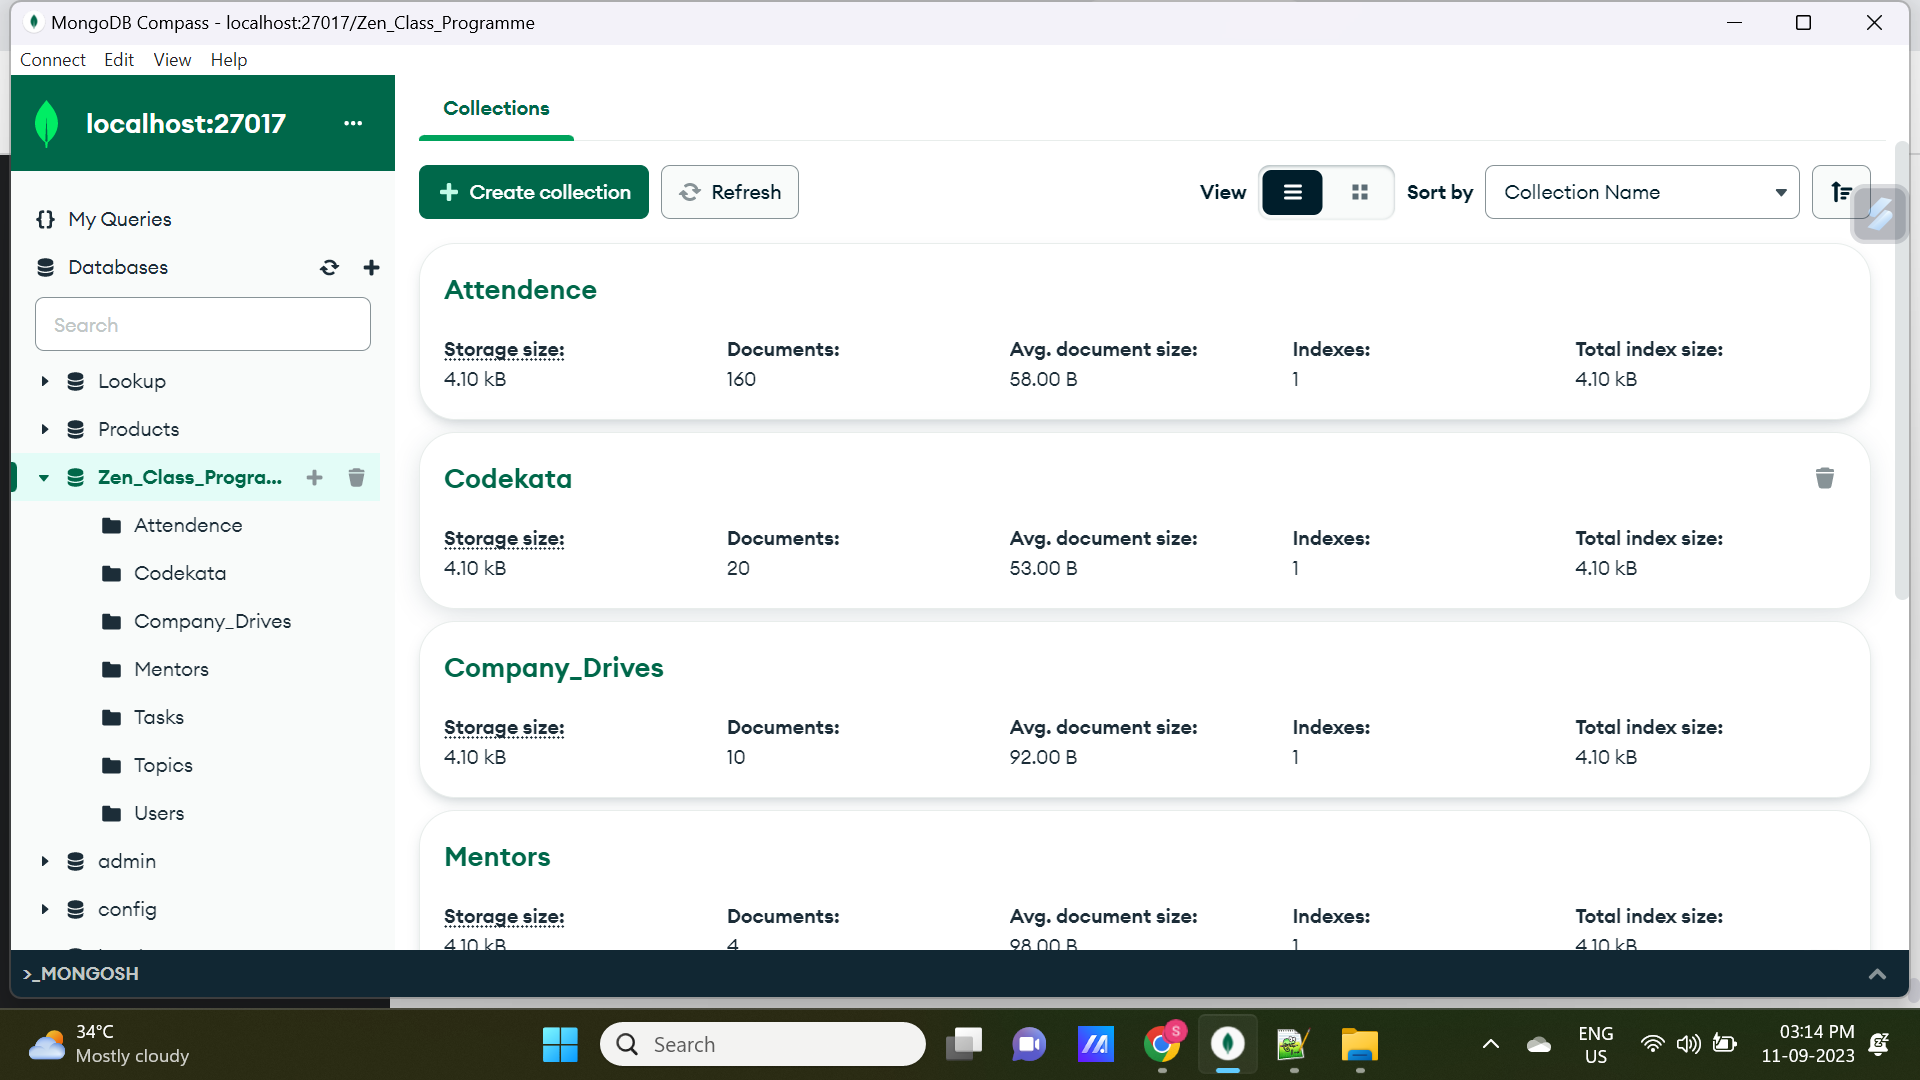 MongoDB Compass - localhost:27017/Zen_Class_Programme
Connect Edit View Help
localhost:27017 ...
Collections
Create collection Refresh View Sort by Collection Name
{} My Queries
Databases
Search
Lookup
Products
Zen_Class_Progra...
Attendence
Codekata
Company_Drives
Mentors
Tasks
Topics
Users
admin
config
Attendence
Storage size: Documents: Avg. document size: Indexes: Total index size:
4.10 kB 160 58.00 B 1 4.10 kB
Codekata
Storage size: Documents: Avg. document size: Indexes: Total index size:
4.10 kB 20 53.00 B 1 4.10 kB
Company_Drives
Storage size: Documents: Avg. document size: Indexes: Total index size:
4.10 kB 10 92.00 B 1 4.10 kB
Mentors
Storage size: Documents: Avg. document size: Indexes: Total index size:
4.10 kB 4 98.00 B 1 4.10 kB
>_MONGOSH
34°C
Mostly cloudy
Search
S
ENG
US
03:14 PM
11-09-2023